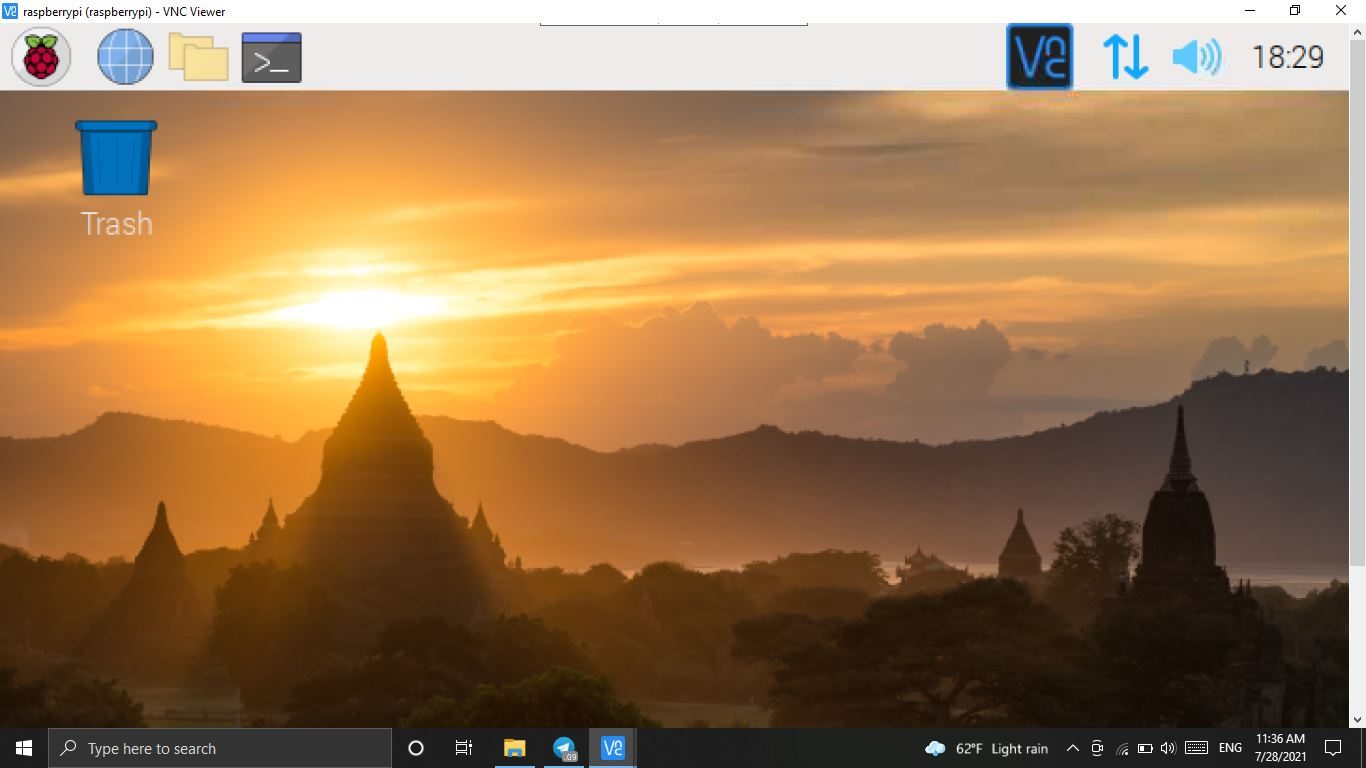 raspberrypi (raspberrypi) - VNC Viewer
18:29
Trash
Type here to search
.09
62°F Light rain
ENG
11:36 AM
7/28/2021